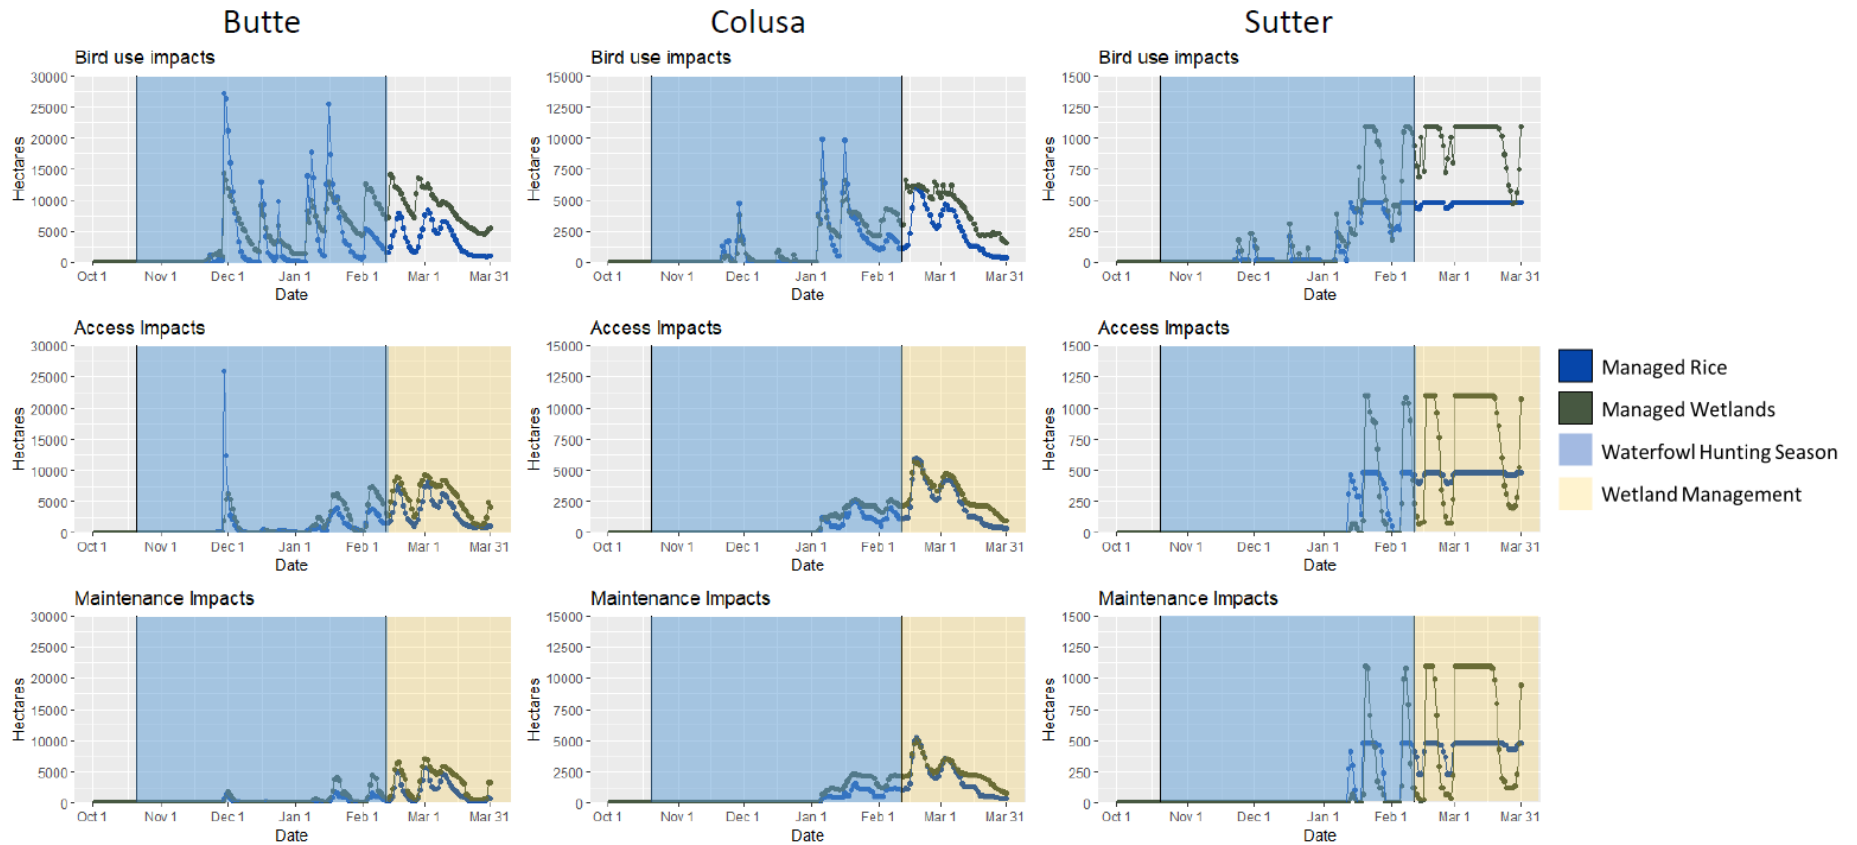 Butte Colusa Sutter
Bird use impacts Bird use impacts Bird use impacts
30000
25000
20000
15000
10000
5000
0
Hectares
Oct 1 Nov 1 Dec 1 Jan 1 Feb 1 Mar 1 Mar 31
Date
15000
12500
10000
7500
5000
2500
0
Hectares
Oct 1 Nov 1 Dec 1 Jan 1 Feb 1 Mar 1 Mar 31
Date
1500
1250
1000
750
500
250
0
Hectares
Oct 1 Nov 1 Dec 1 Jan 1 Feb 1 Mar 1 Mar 31
Date
Access Impacts Access Impacts Access Impacts
30000
25000
20000
15000
10000
5000
0
Hectares
Oct 1 Nov 1 Dec 1 Jan 1 Feb 1 Mar 1 Mar 31
Date
15000
12500
10000
7500
5000
2500
0
Hectares
Oct 1 Nov 1 Dec 1 Jan 1 Feb 1 Mar 1 Mar 31
Date
1500
1250
1000
750
500
250
0
Hectares
Oct 1 Nov 1 Dec 1 Jan 1 Feb 1 Mar 1 Mar 31
Date
Managed Rice
Managed Wetlands
Waterfowl Hunting Season
Wetland Management
Maintenance Impacts Maintenance Impacts Maintenance Impacts
30000
25000
20000
15000
10000
5000
0
Hectares
Oct 1 Nov 1 Dec 1 Jan 1 Feb 1 Mar 1 Mar 31
Date
15000
12500
10000
7500
5000
2500
0
Hectares
Oct 1 Nov 1 Dec 1 Jan 1 Feb 1 Mar 1 Mar 31
Date
1500
1250
1000
750
500
250
0
Hectares
Oct 1 Nov 1 Dec 1 Jan 1 Feb 1 Mar 1 Mar 31
Date